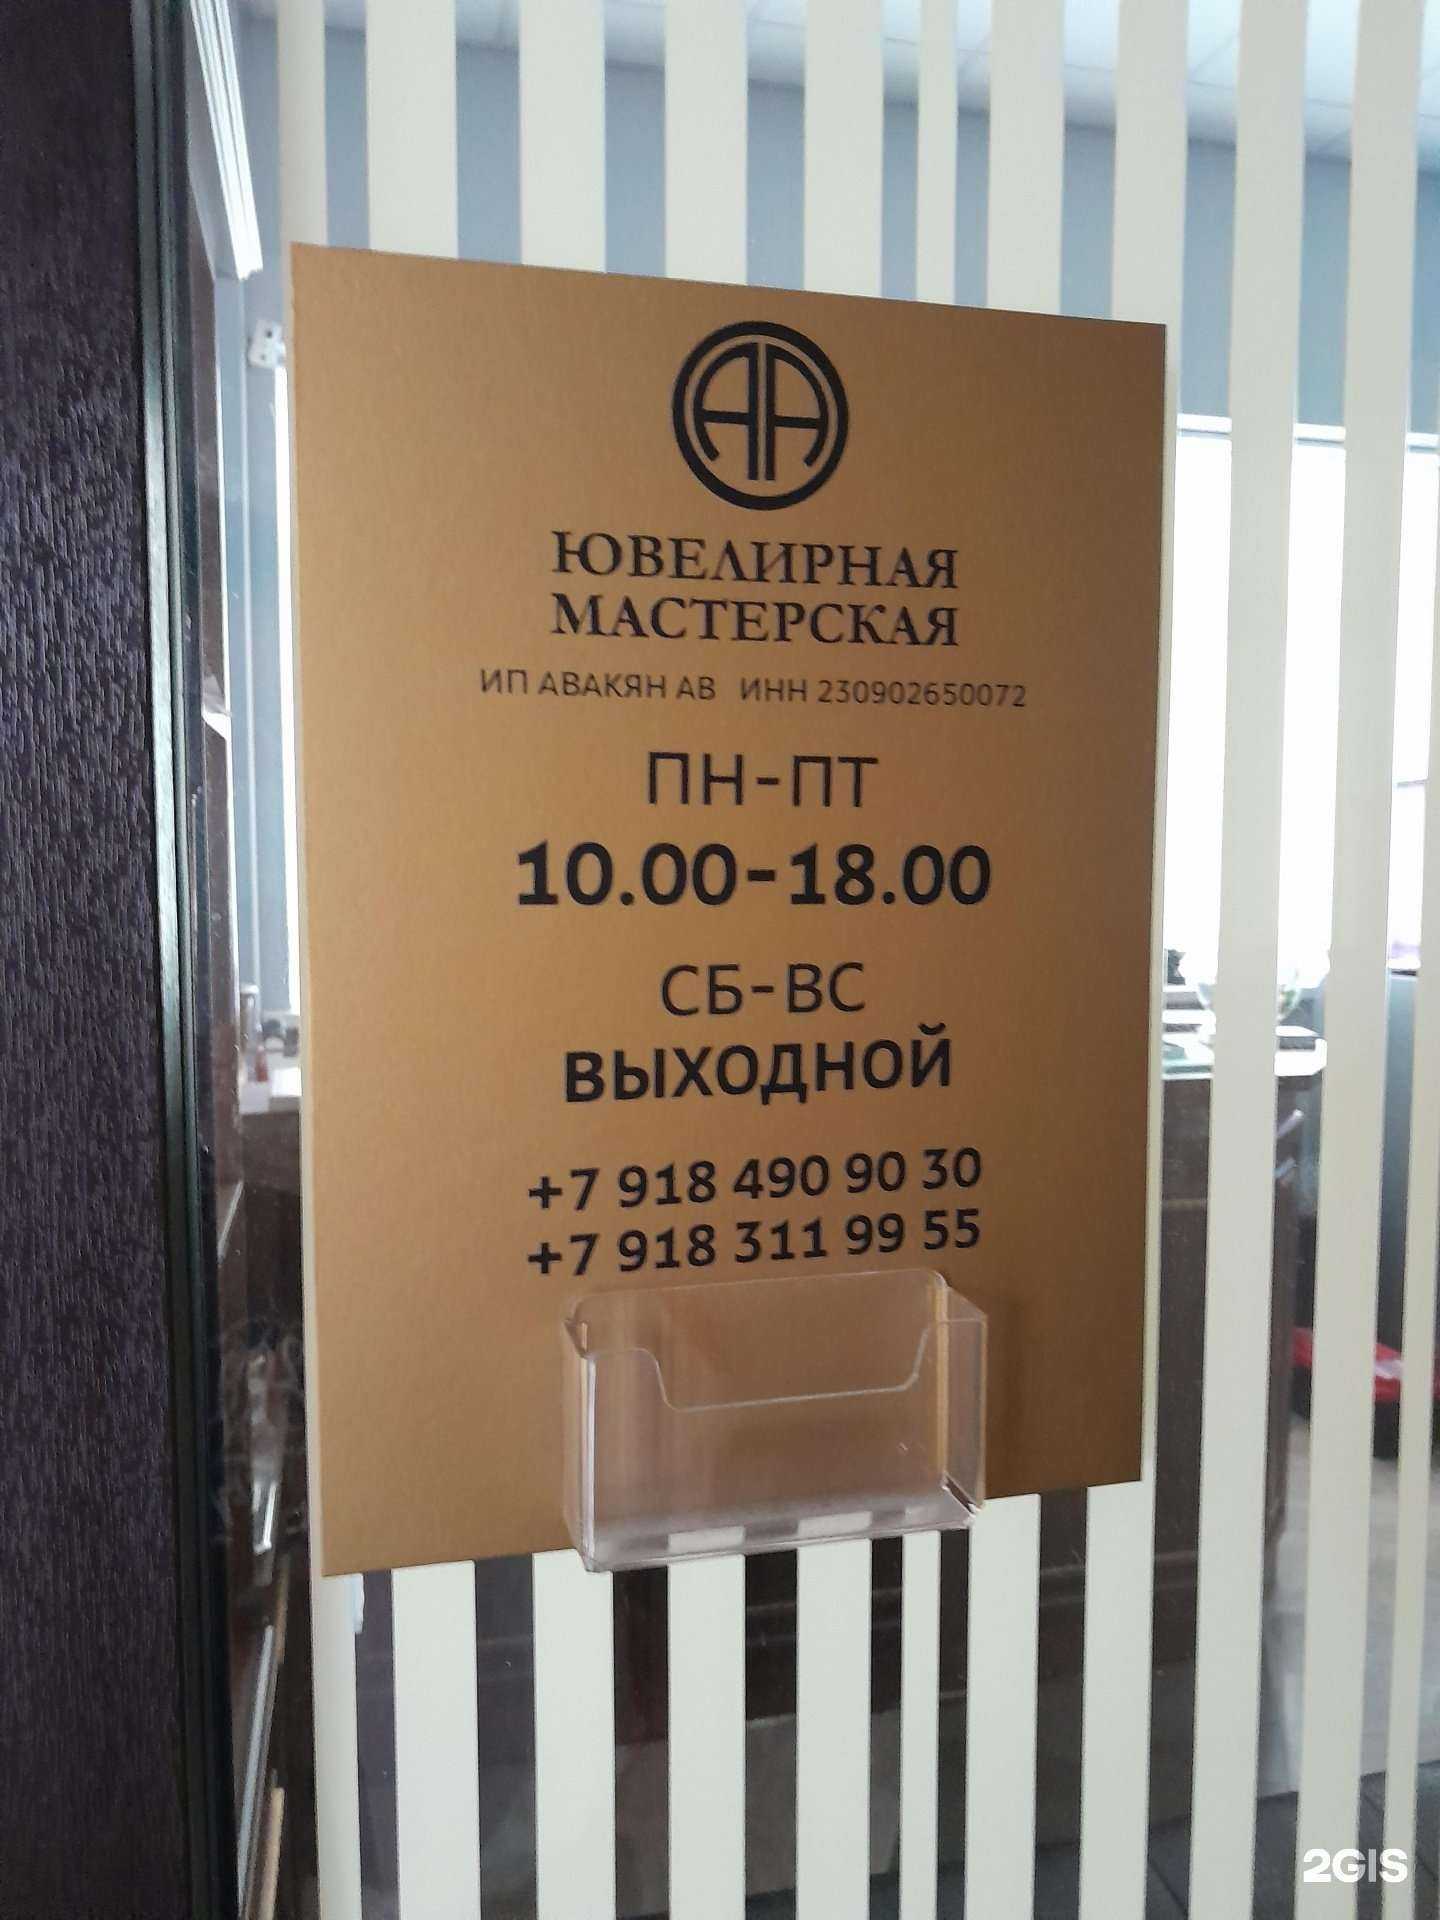 АА
ЮВЕЛИРНАЯ
МАСТЕРСКАЯ
ИП АВАКЯН АВ ИНН 230902650072
ПН-ПТ
10.00-18.00
СБ-ВС
ВЫХОДНОЙ
+7 918 490 90 30
+7 918 311 99 55
2GIS